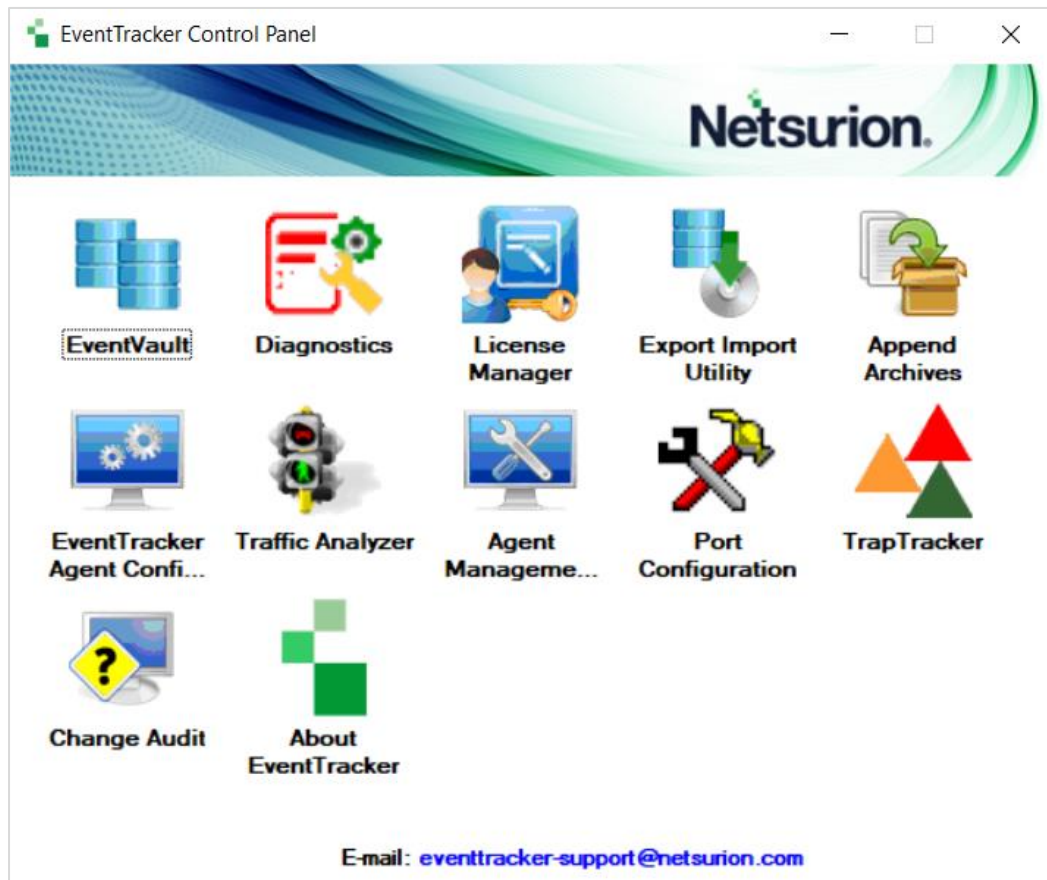 EventTracker Control Panel
Netsurion.
EventVault
Diagnostics
License
Manager
Export Import
Utility
Append
Archives
EventTracker
Agent Confi...
Traffic Analyzer
Agent
Manageme...
Port
Configuration
TrapTracker
?
Change Audit
About
EventTracker
E-mail: eventtracker-support@netsurion.com